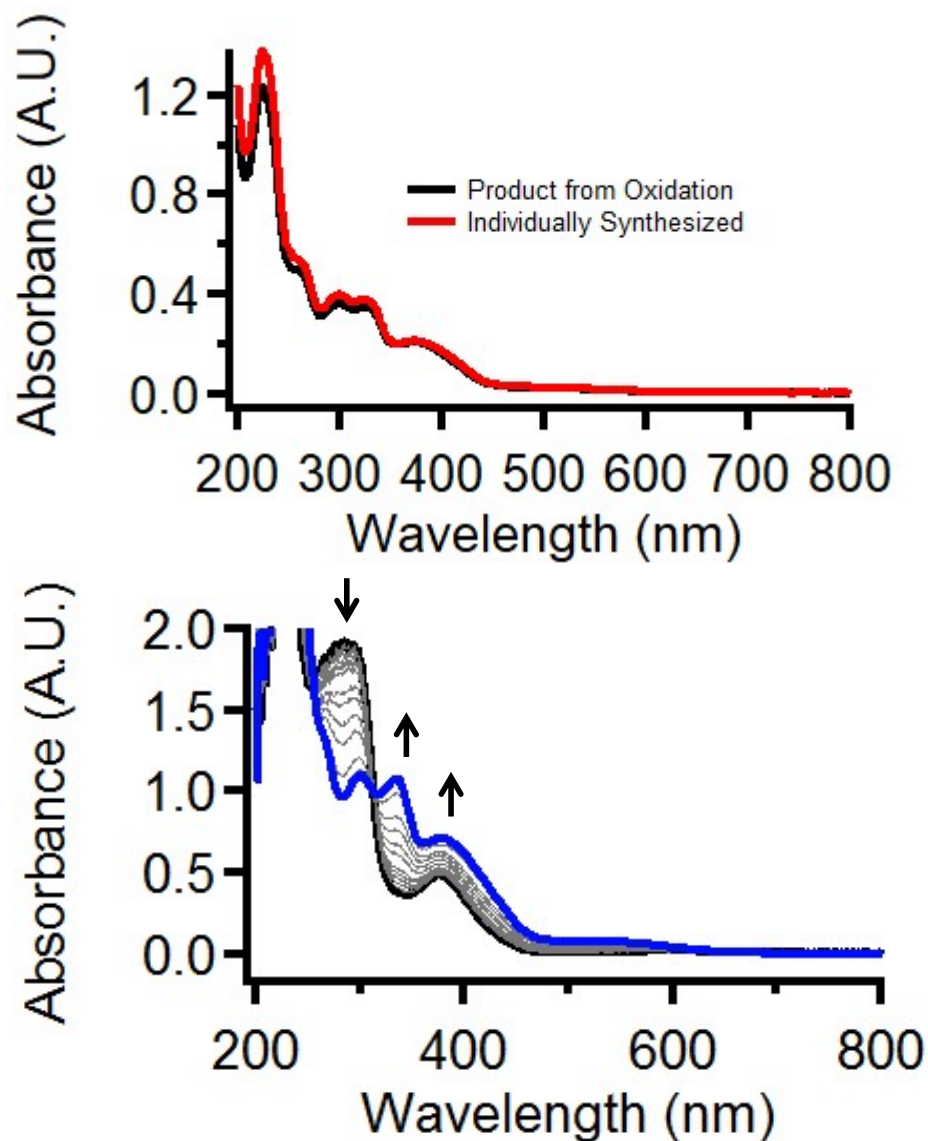 Absorbance (A.U.)
1.2
0.8
0.4
0.0
Product from Oxidation
Individually Synthesized
200 300 400 500 600 700 800
Wavelength (nm)
Absorbance (A.U.)
2.0
1.5
1.0
0.5
0.0
200 400 600 800
Wavelength (nm)